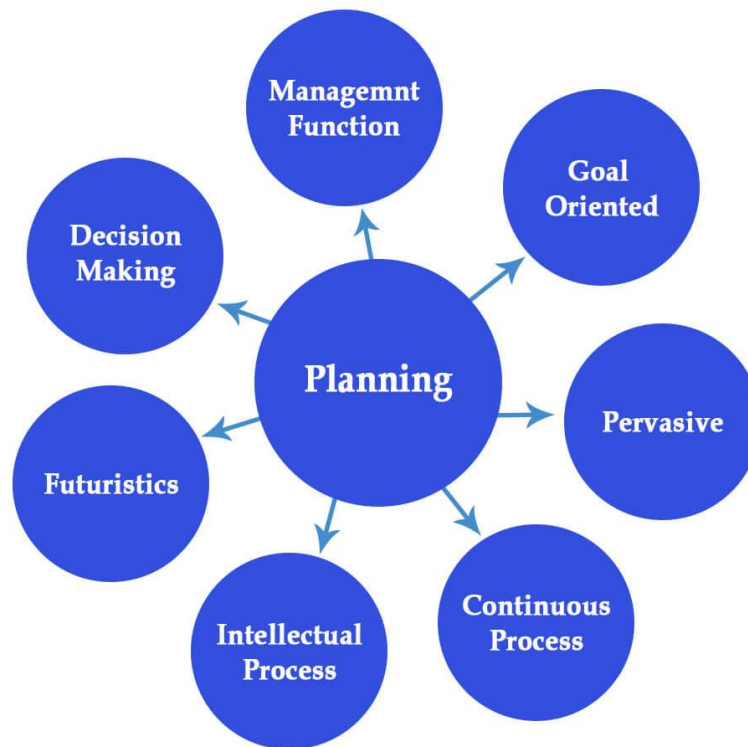 Managemnt
Function
Goal
Oriented
Decision
Making
Planning
Pervasive
Futuristics
Continuous
Process
Intellectual
Process